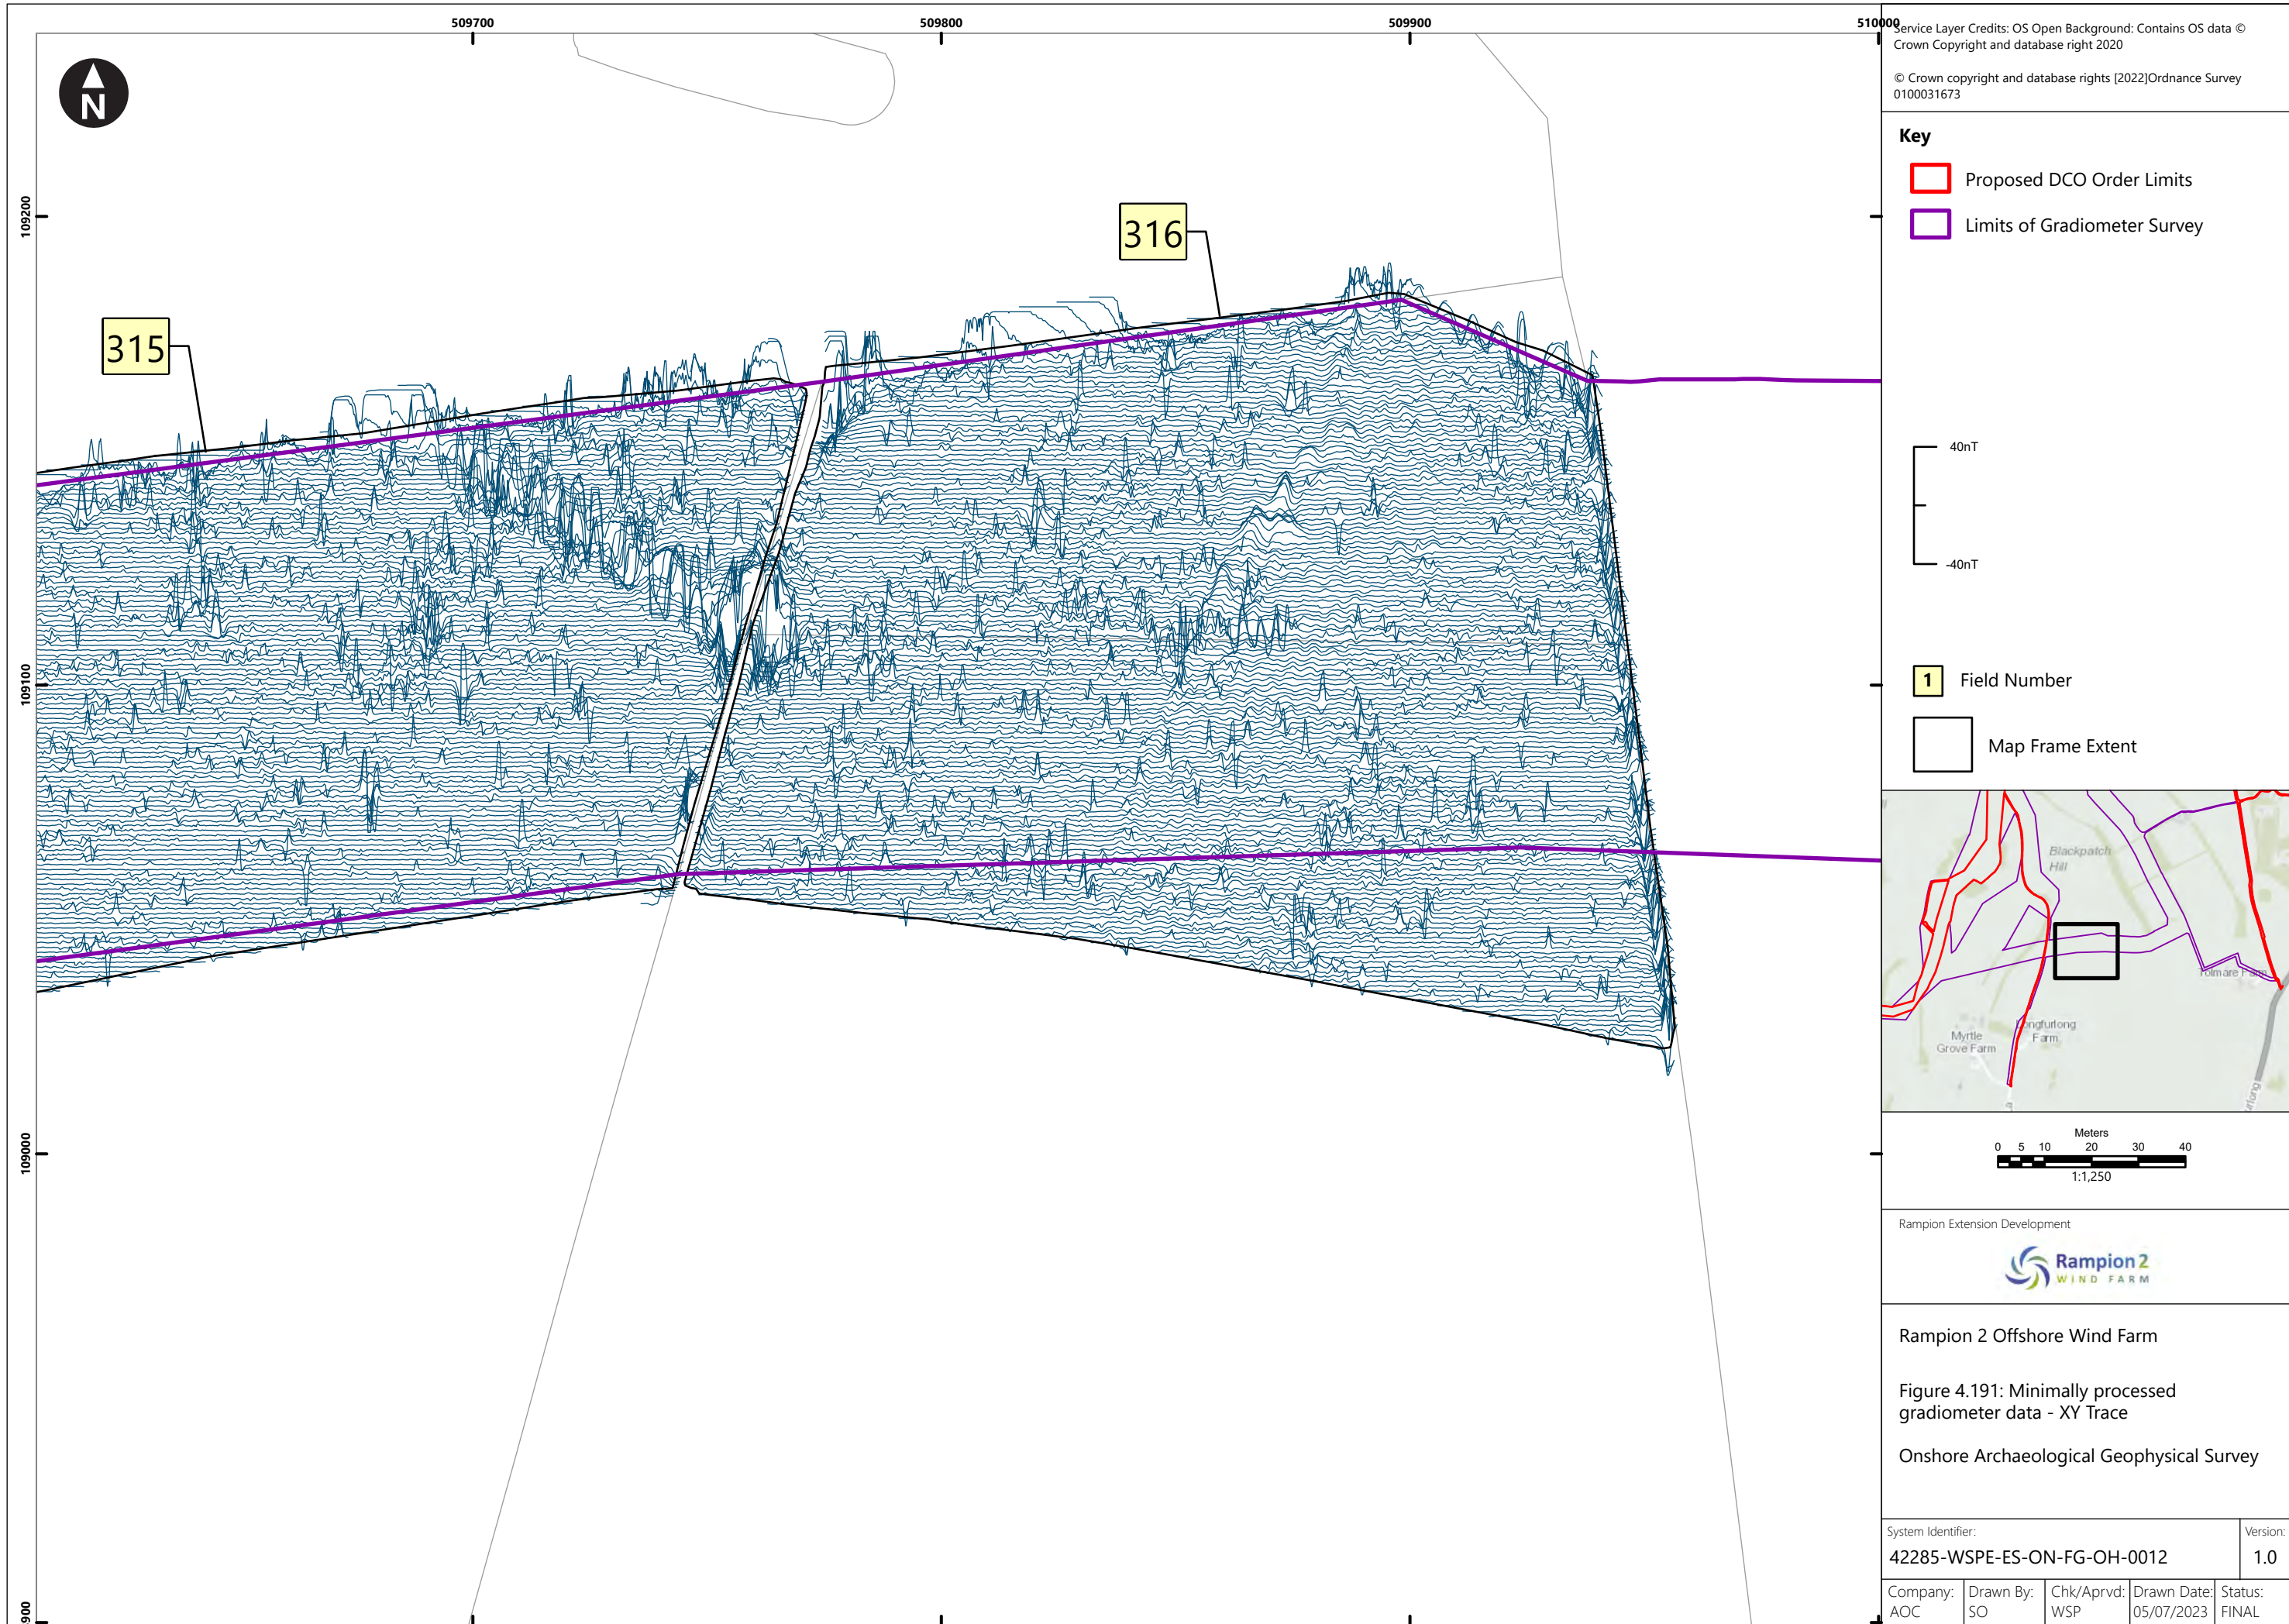 509700
509800
509900
510000
109200
109100
109000
900
N
315
316
Service Layer Credits: OS Open Background: Contains OS data ©
Crown Copyright and database right 2020
© Crown copyright and database rights [2022]Ordnance Survey
0100031673
Key
Proposed DCO Order Limits
Limits of Gradiometer Survey
40nT
-40nT
1 Field Number
Map Frame Extent
Blackpatch
Hill
Tolmare Farm
Longfurlong
Farm
Myrtle
Grove Farm
Meters
0 5 10 20 30 40
1:1,250
Rampion Extension Development
Rampion 2
WIND FARM
Rampion 2 Offshore Wind Farm
Figure 4.191: Minimally processed
gradiometer data - XY Trace
Onshore Archaeological Geophysical Survey
System Identifier:
42285-WSPE-ES-ON-FG-OH-0012
Version:
1.0
Company:
AOC
Drawn By:
SO
Chk/Aprvd:
WSP
Drawn Date:
05/07/2023
Status:
FINAL